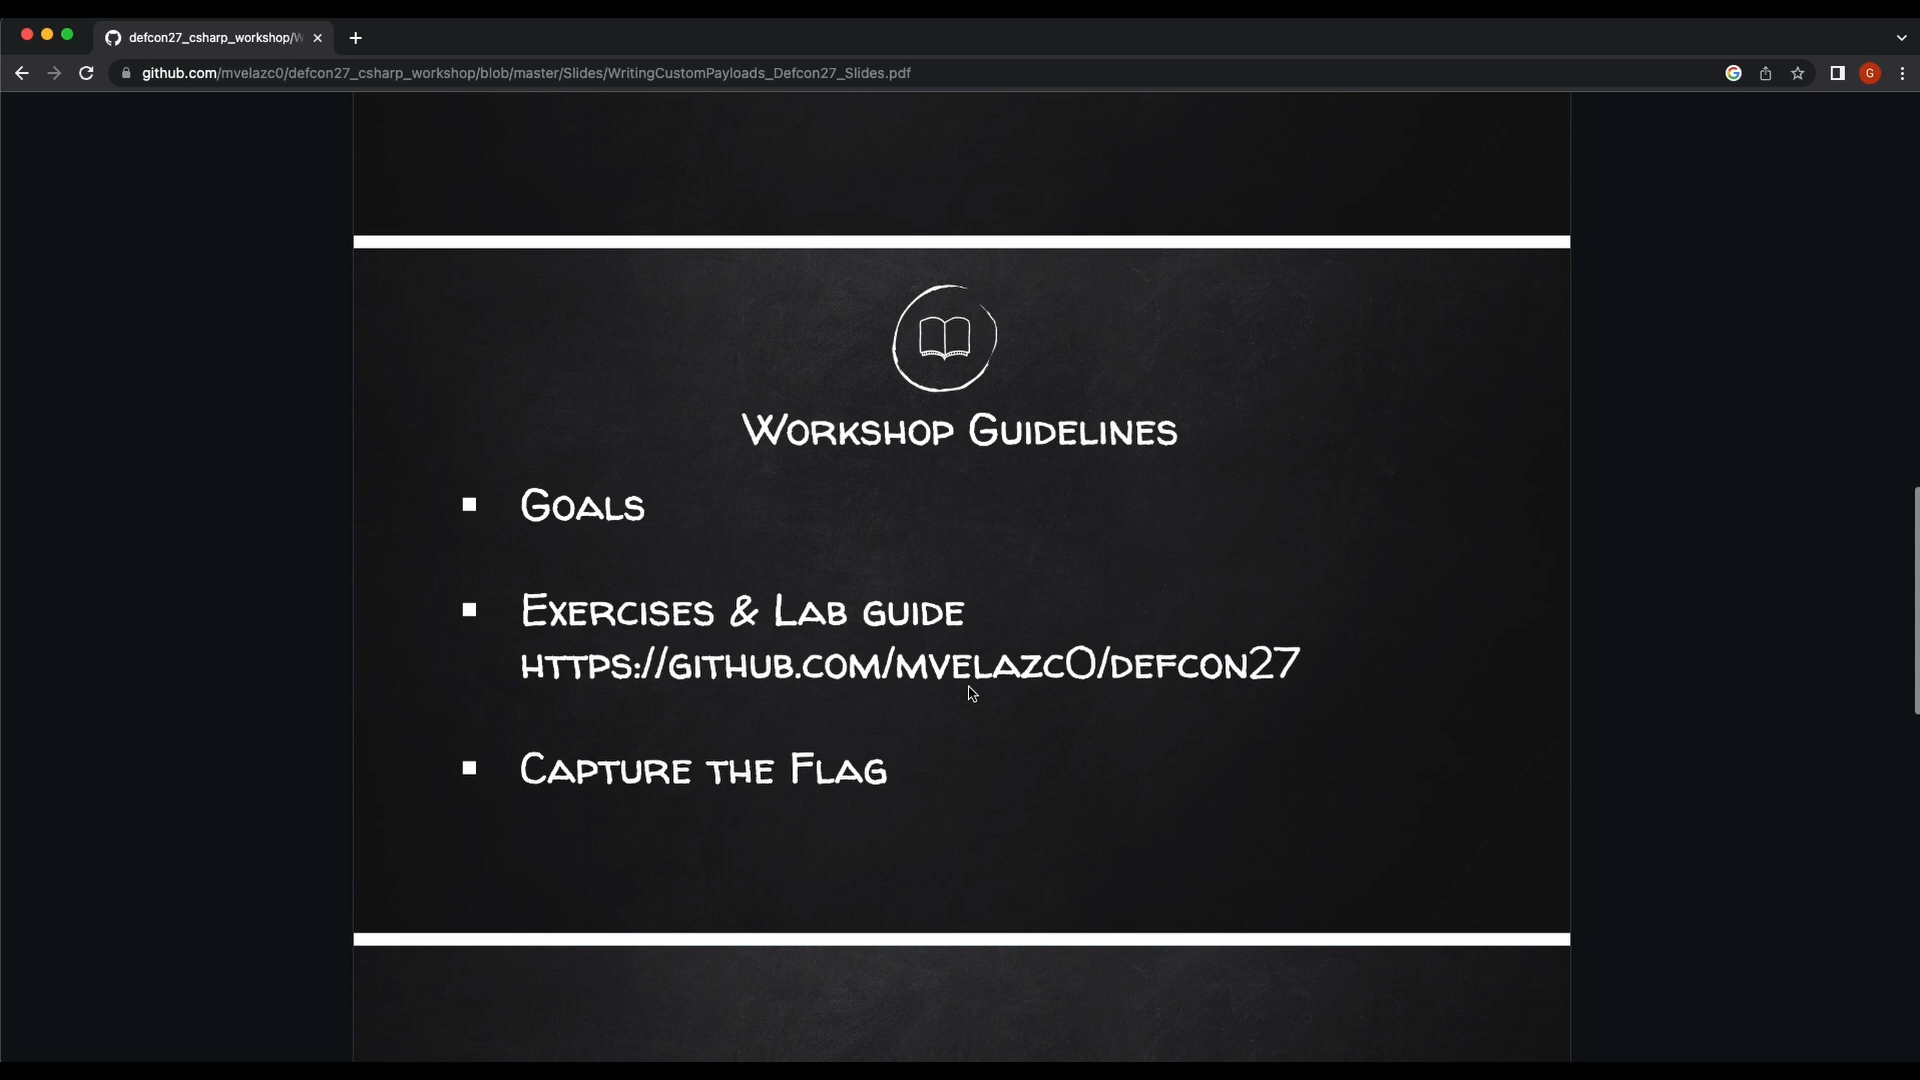 defcon27_csharp_workshop/W
github.com/mvelazc0/defcon27_csharp_workshop/blob/master/Slides/WritingCustomPayloads_Defcon27_Slides.pdf
G
Workshop Guidelines
Goals
Exercises & Lab guide
https://github.com/mvelazc0/defcon27
Capture the Flag